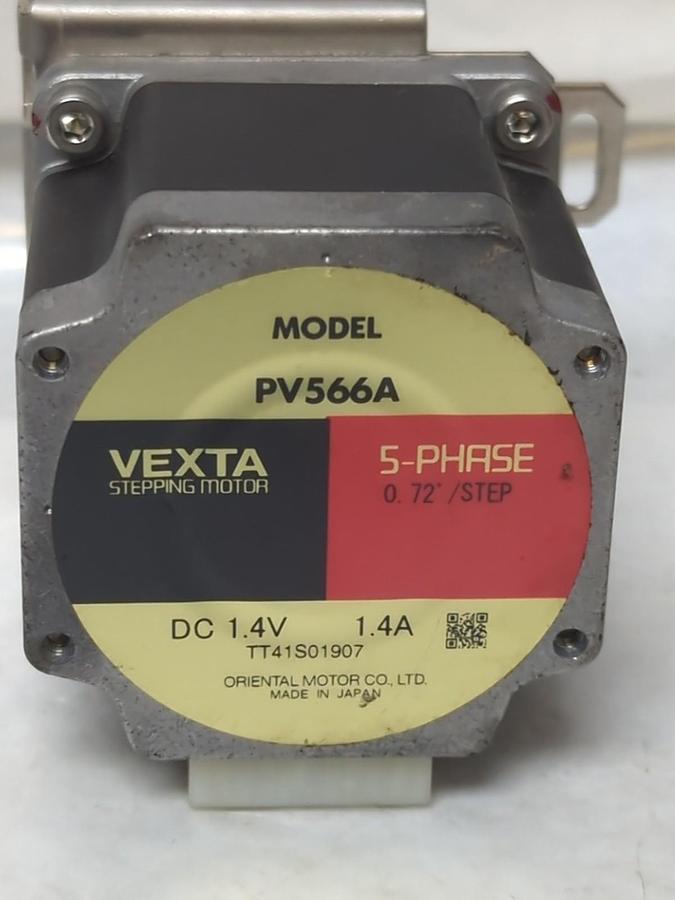 MODEL
PV566A
VEXTA
STEPPING MOTOR
5-PHASE
0.72°/STEP
DC 1.4V 1.4A
TT41S01907
ORIENTAL MOTOR CO., LTD.
MADE IN JAPAN